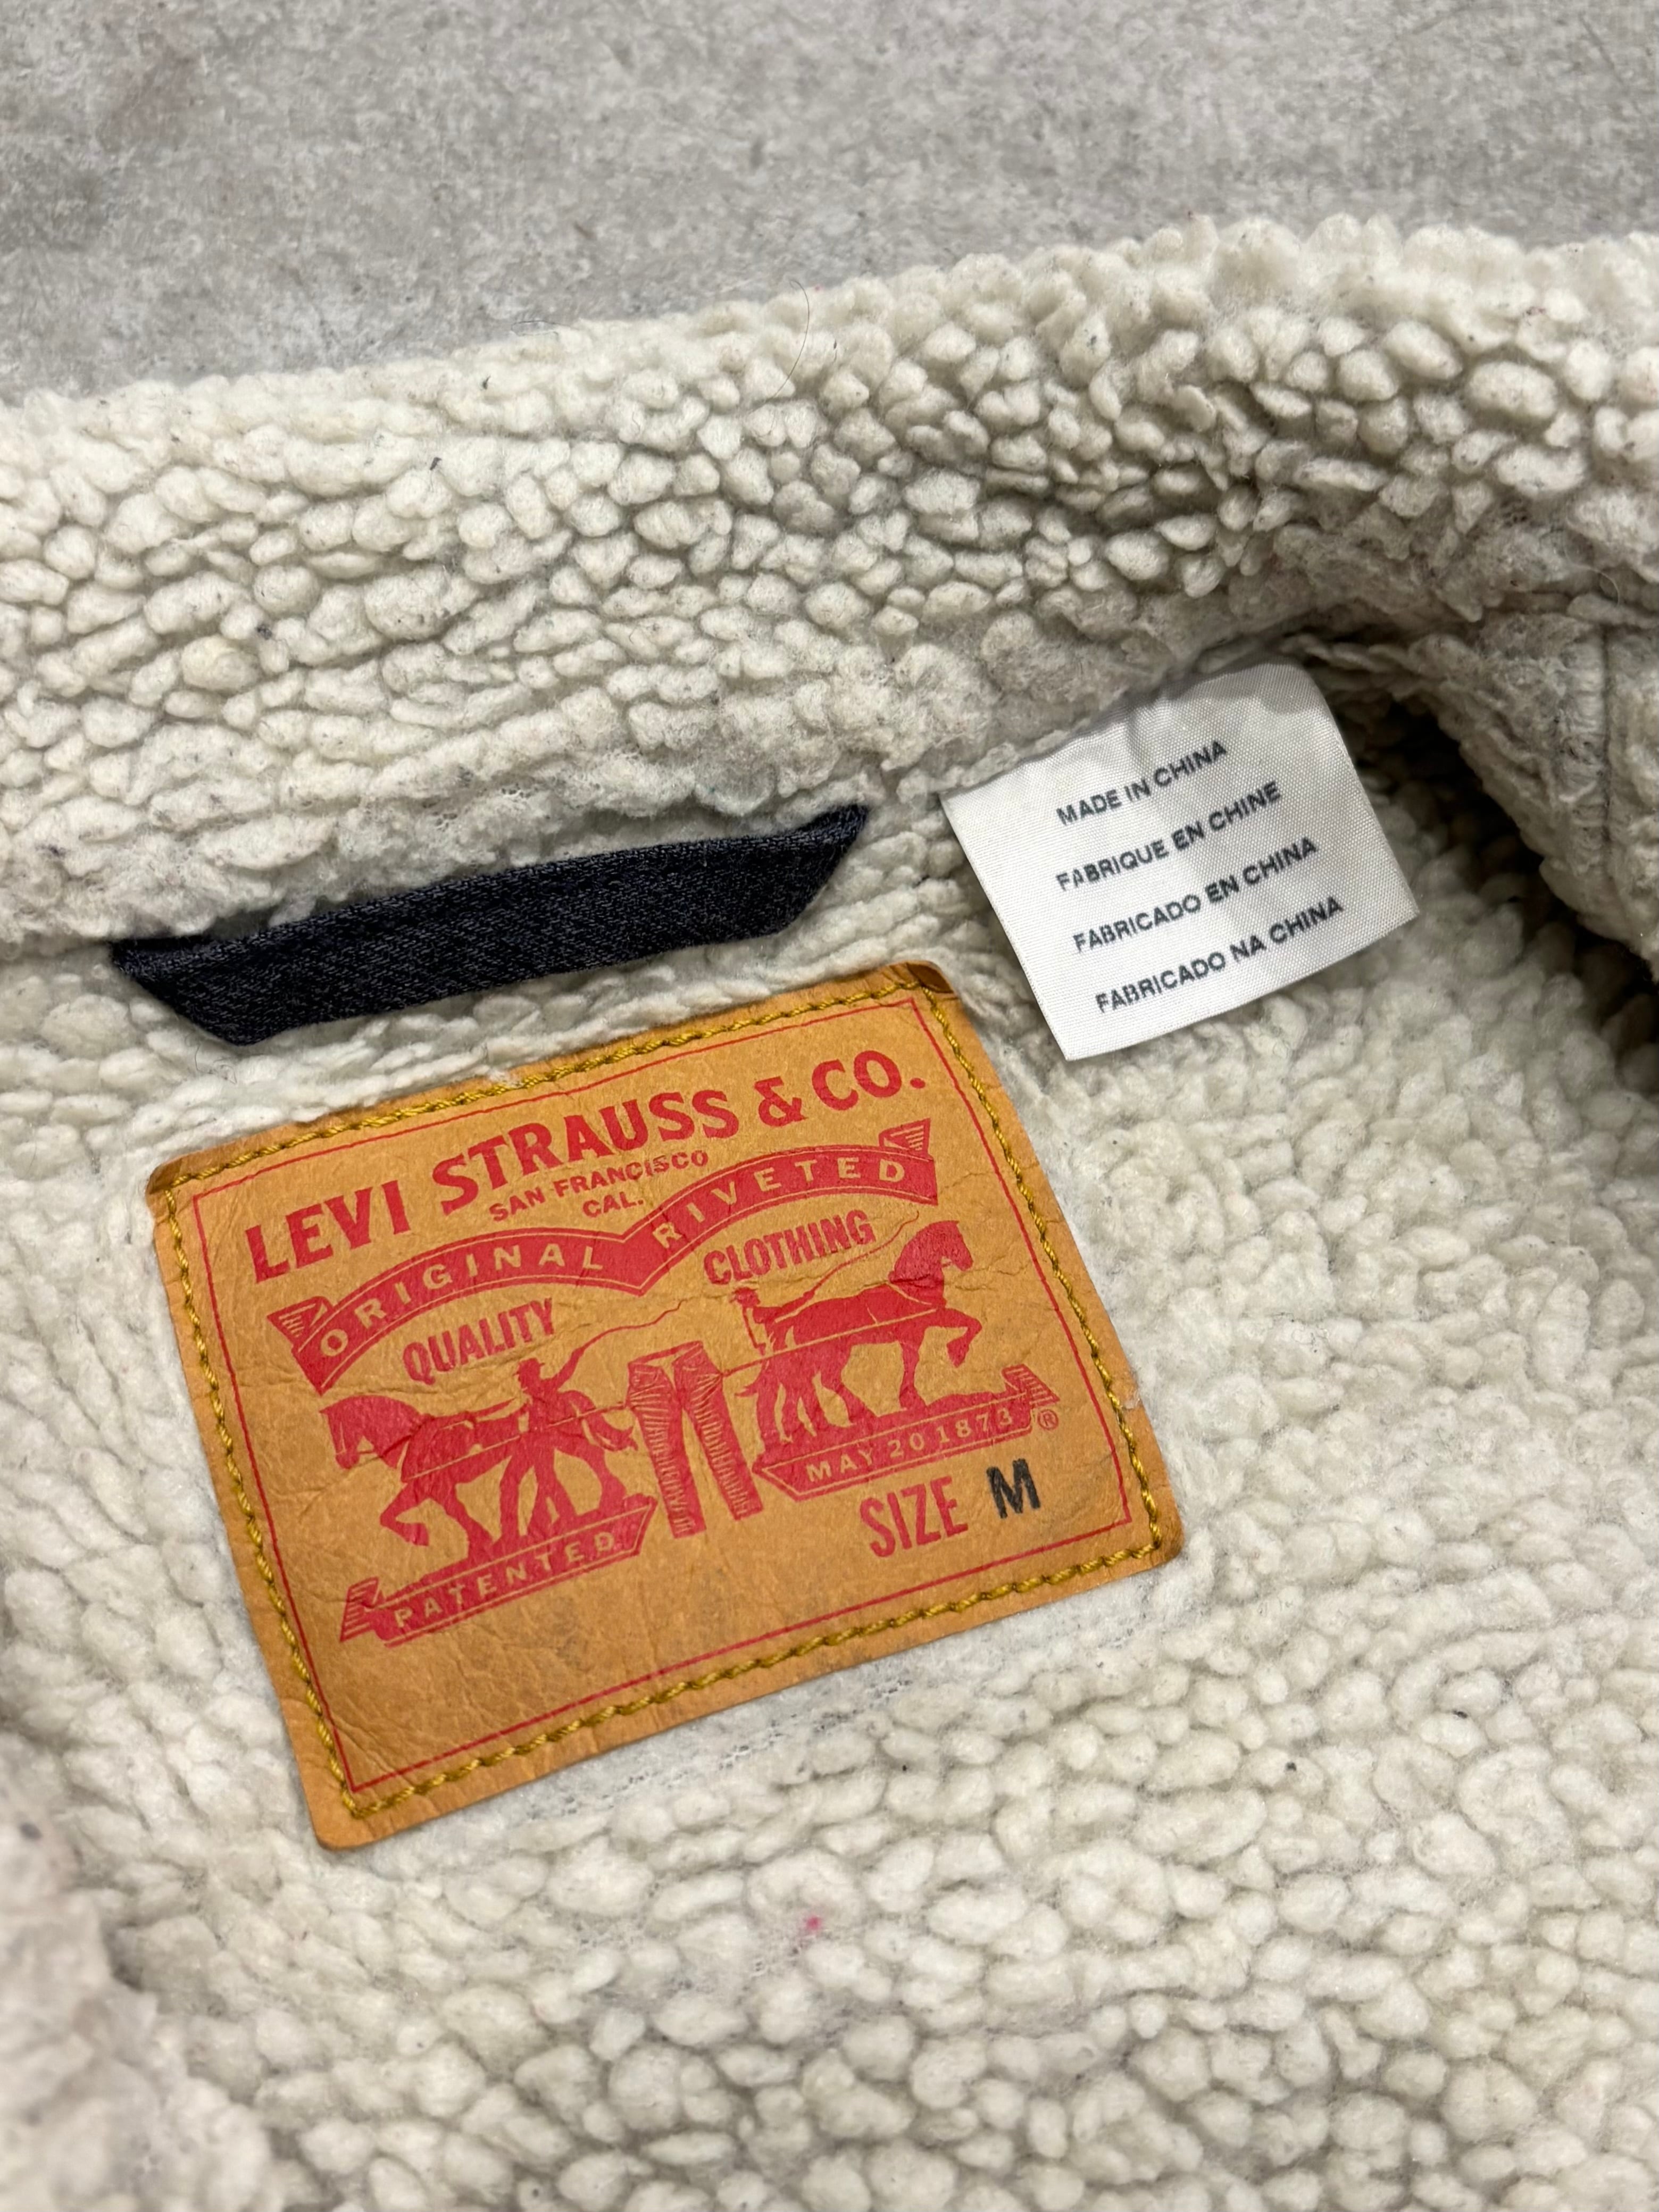 MADE IN CHINA
FABRIQUE EN CHINE
FABRICADO EN CHINA
FABRICADO NA CHINA
LEVI STRAUSS & CO.
SAN FRANCISCO
CAL.
ORIGINAL RIVETED
QUALITY CLOTHING
MAY 20 1873 ®
PATENTED
SIZE M